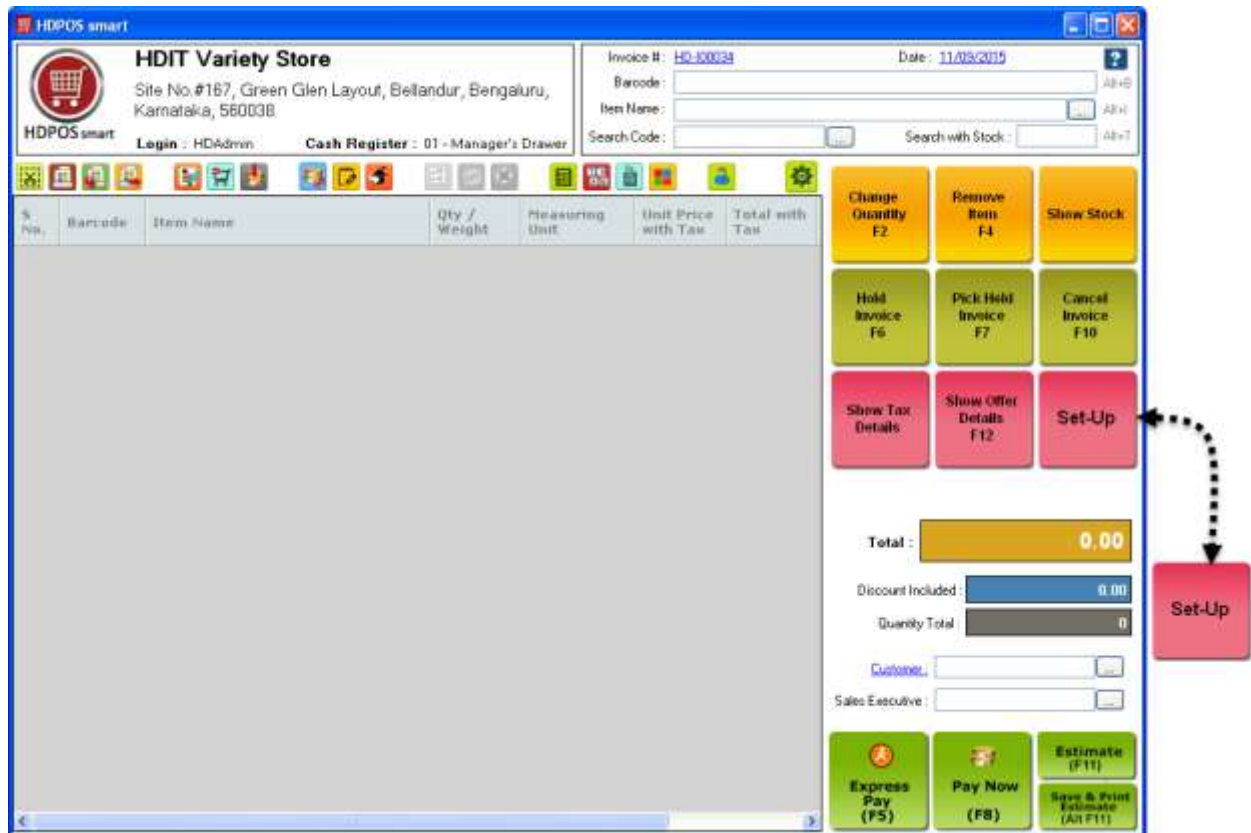 HDPOS smart
HDIT Variety Store
Site No.#167, Green Glen Layout, Bellandur, Bengaluru,
Karnataka, 560038
HDPOS smart
Login : HDAdmin Cash Register : 01 - Manager's Drawer
Invoice #: HD-I00034 Date : 11/09/2015 ?
Barcode : Alt+B
Item Name : ... Alt+I
Search Code : ... Search with Stock : Alt+T
S No. Barcode Item Name Qty / Weight Measuring Unit Unit Price with Tax Total with Tax
Change Quantity F2
Remove Item F4
Show Stock
Hold Invoice F6
Pick Held Invoice F7
Cancel Invoice F10
Show Tax Details
Show Offer Details F12
Set-Up
Total : 0.00
Discount Included : 0.00
Quantity Total : 0
Set-Up
Customer : ...
Sales Executive : ...
Express Pay (F5)
Pay Now (F8)
Estimate (F11)
Save & Print Estimate (Alt F11)